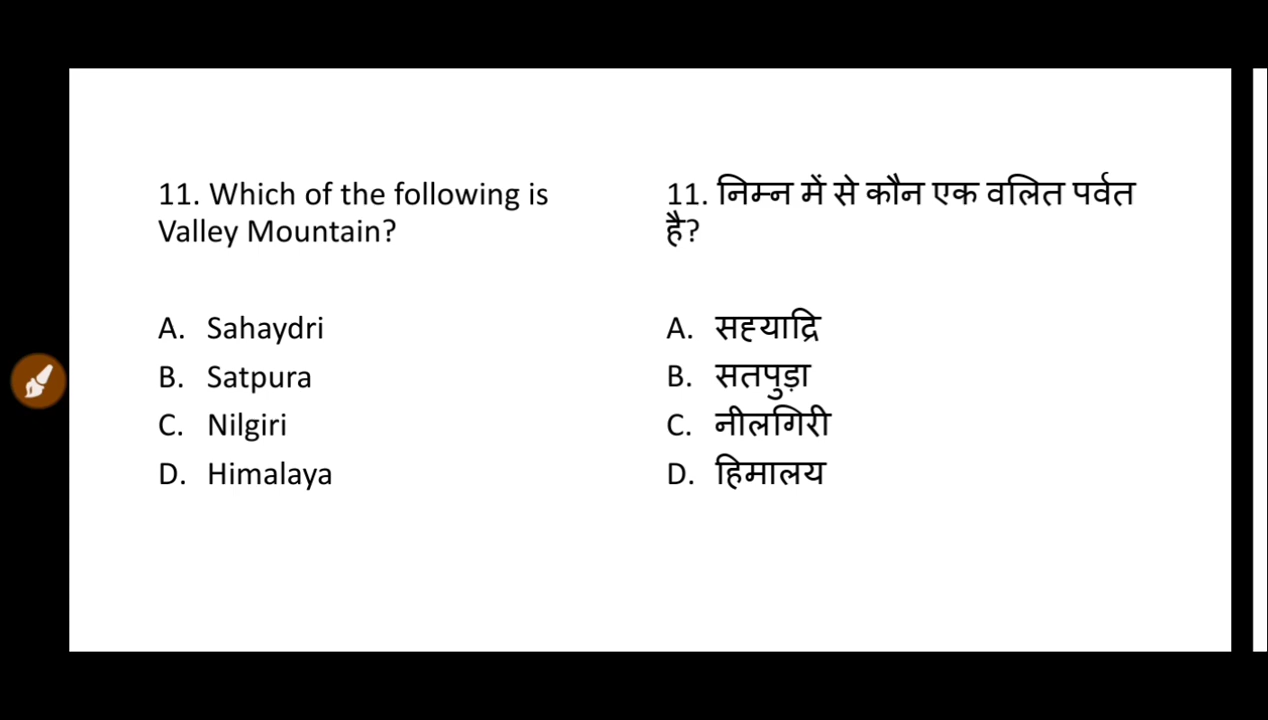 11. Which of the following is
Valley Mountain?
A. Sahaydri
B. Satpura
C. Nilgiri
D. Himalaya
11. निम्न में से कौन एक वलित पर्वत
है?
A. सह्याद्रि
B. सतपुड़ा
C. नीलगिरी
D. हिमालय